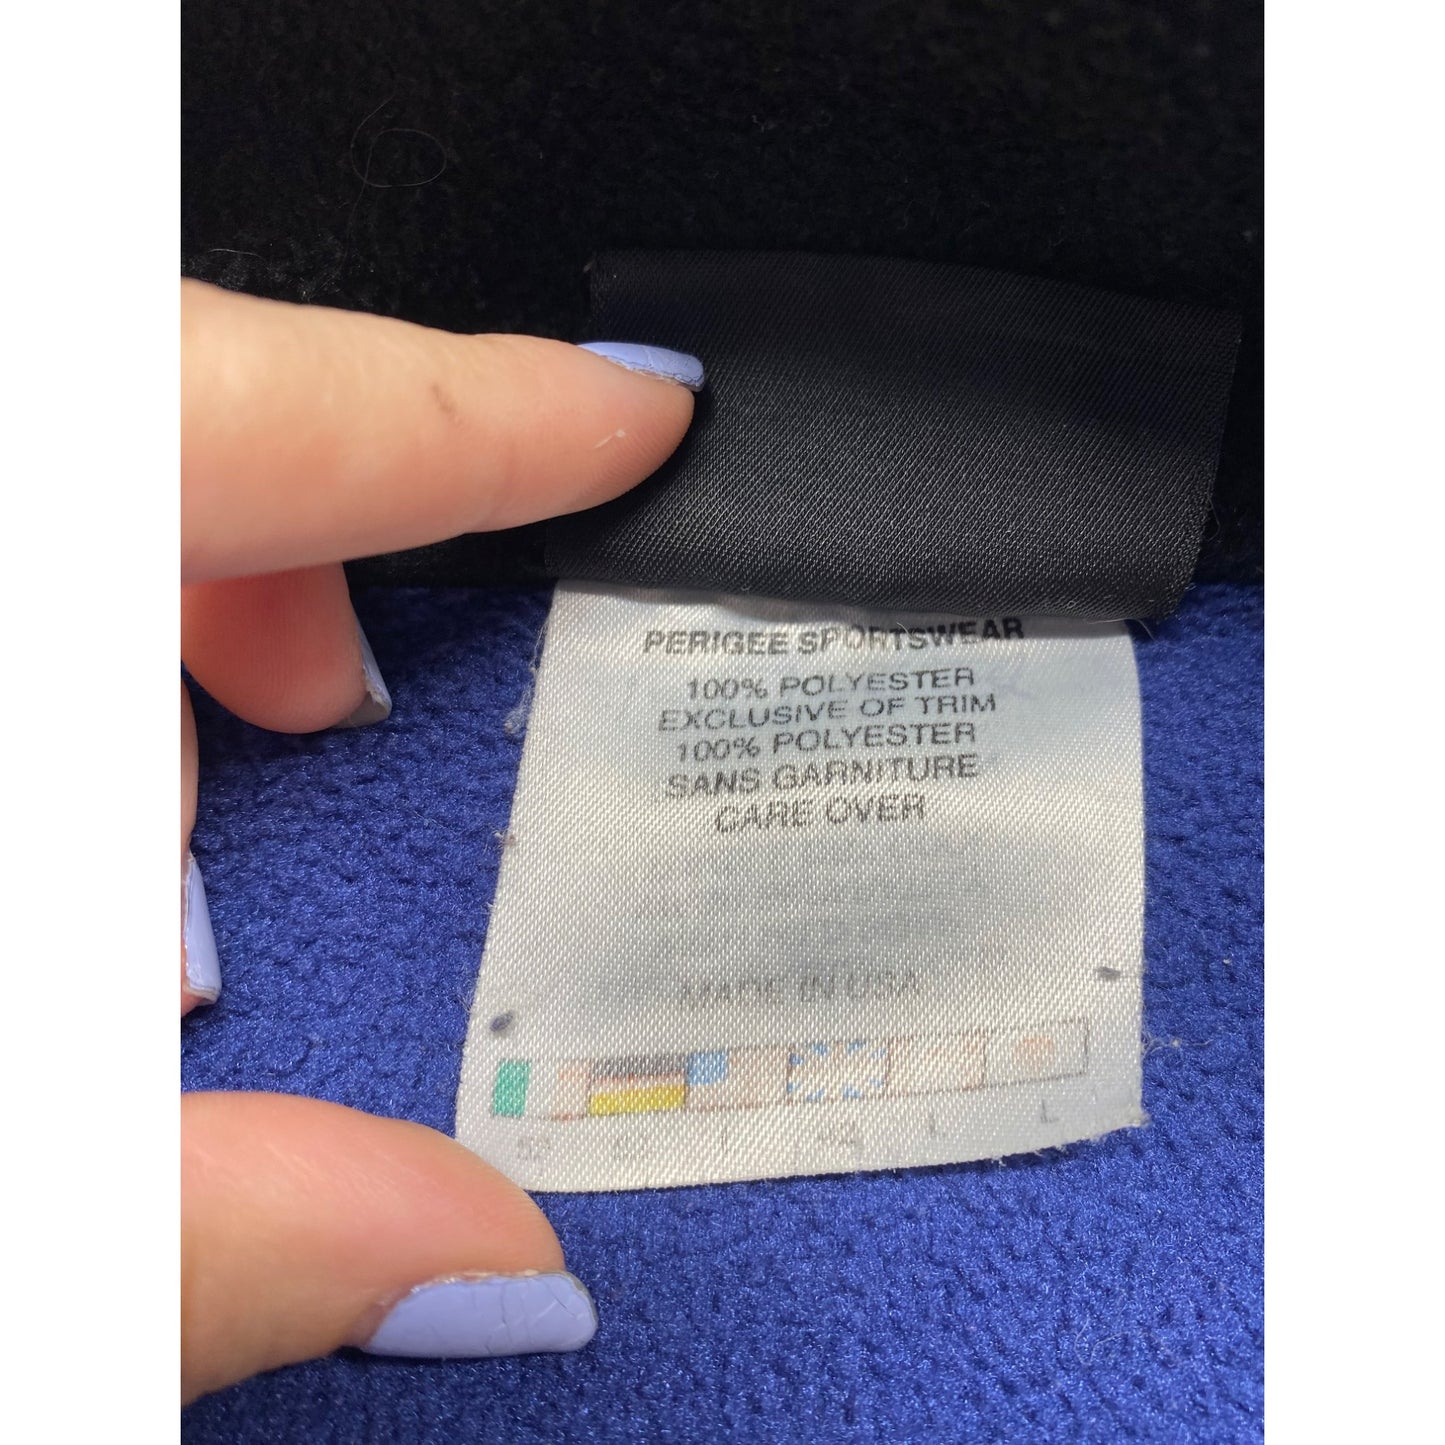 PERIGEE SPORTSWEAR
100% POLYESTER
EXCLUSIVE OF TRIM
100% POLYESTER
SANS GARNITURE
CARE OVER
MADE IN USA
L L